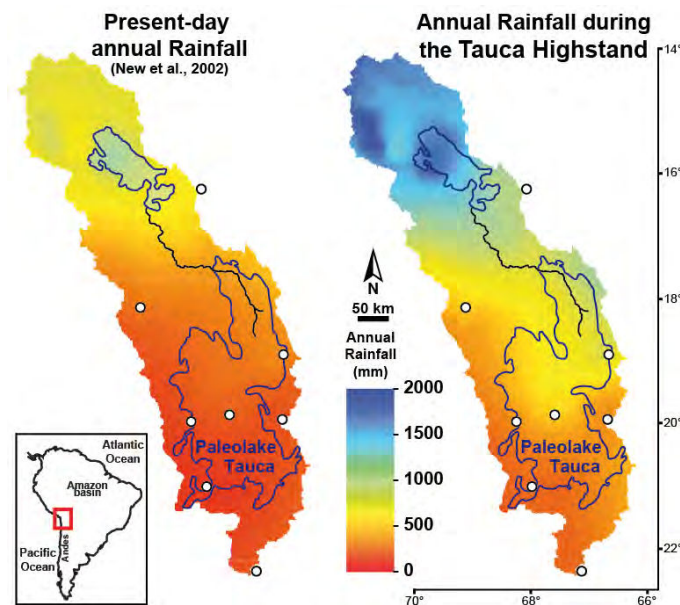 Present-day
annual Rainfall
(New et al., 2002)
Annual Rainfall during
the Tauca Highstand
14°
16°
18°
20°
22°
N
50 km
Annual
Rainfall
(mm)
2000
1500
1000
500
0
Paleolake
Tauca
Paleolake
Tauca
Atlantic
Ocean
Amazon
basin
Pacific
Ocean
Andes
70°
68°
66°